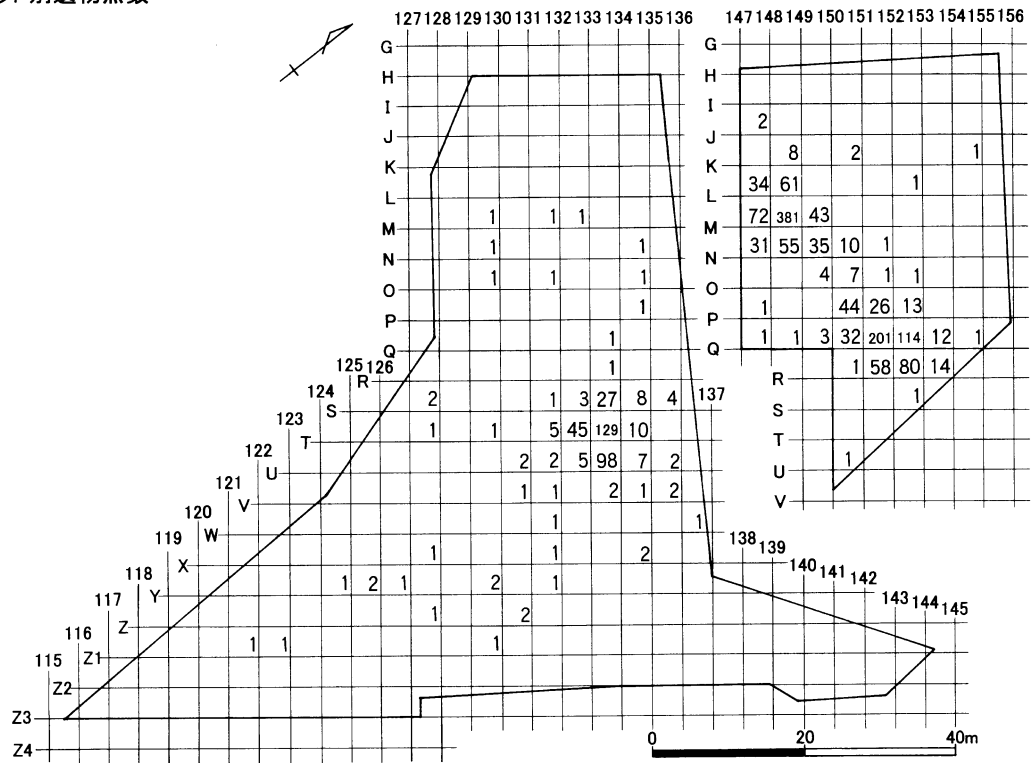 別遺物点数
127 128 129 130 131 132 133 134 135 136 147 148 149 150 151 152 153 154 155 156
G G
H H
I I
2
J J
8 2 1
K K
34 61 1
L L
1 1 1 72 381 43
M M
1 1 31 55 35 10 1
N N
1 1 1 4 7 1 1
O O
1 1 44 26 13
P P
1 1 1 3 32 201 114 12 1
Q Q
125 126 R 1 1 58 80 14
R
124 S 2 1 3 27 8 4 137 1
S
123 T 1 1 5 45 129 10
T
122 U 2 2 5 98 7 2 1
U
121 V 1 1 2 1 2
V
120 W 1 1
119 X 1 1 2 138 139
118 Y 1 2 1 2 1 140 141 142
117 Z 1 2 143 144 145
116 Z1 1 1 1
115 Z2
Z3
Z4
0 20 40m